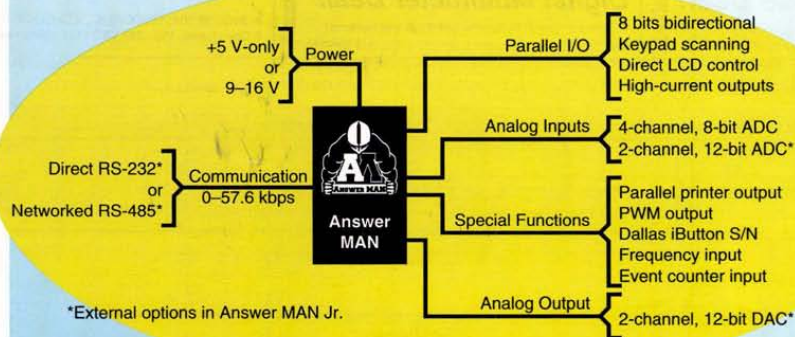 +5 V-only
or
9–16 V
Power
Parallel I/O
8 bits bidirectional
Keypad scanning
Direct LCD control
High-current outputs
Analog Inputs
4-channel, 8-bit ADC
2-channel, 12-bit ADC*
Direct RS-232*
or
Networked RS-485*
Communication
0–57.6 kbps
AM
ANSWER MAN
Answer
MAN
Special Functions
Parallel printer output
PWM output
Dallas iButton S/N
Frequency input
Event counter input
Analog Output
2-channel, 12-bit DAC*
*External options in Answer MAN Jr.